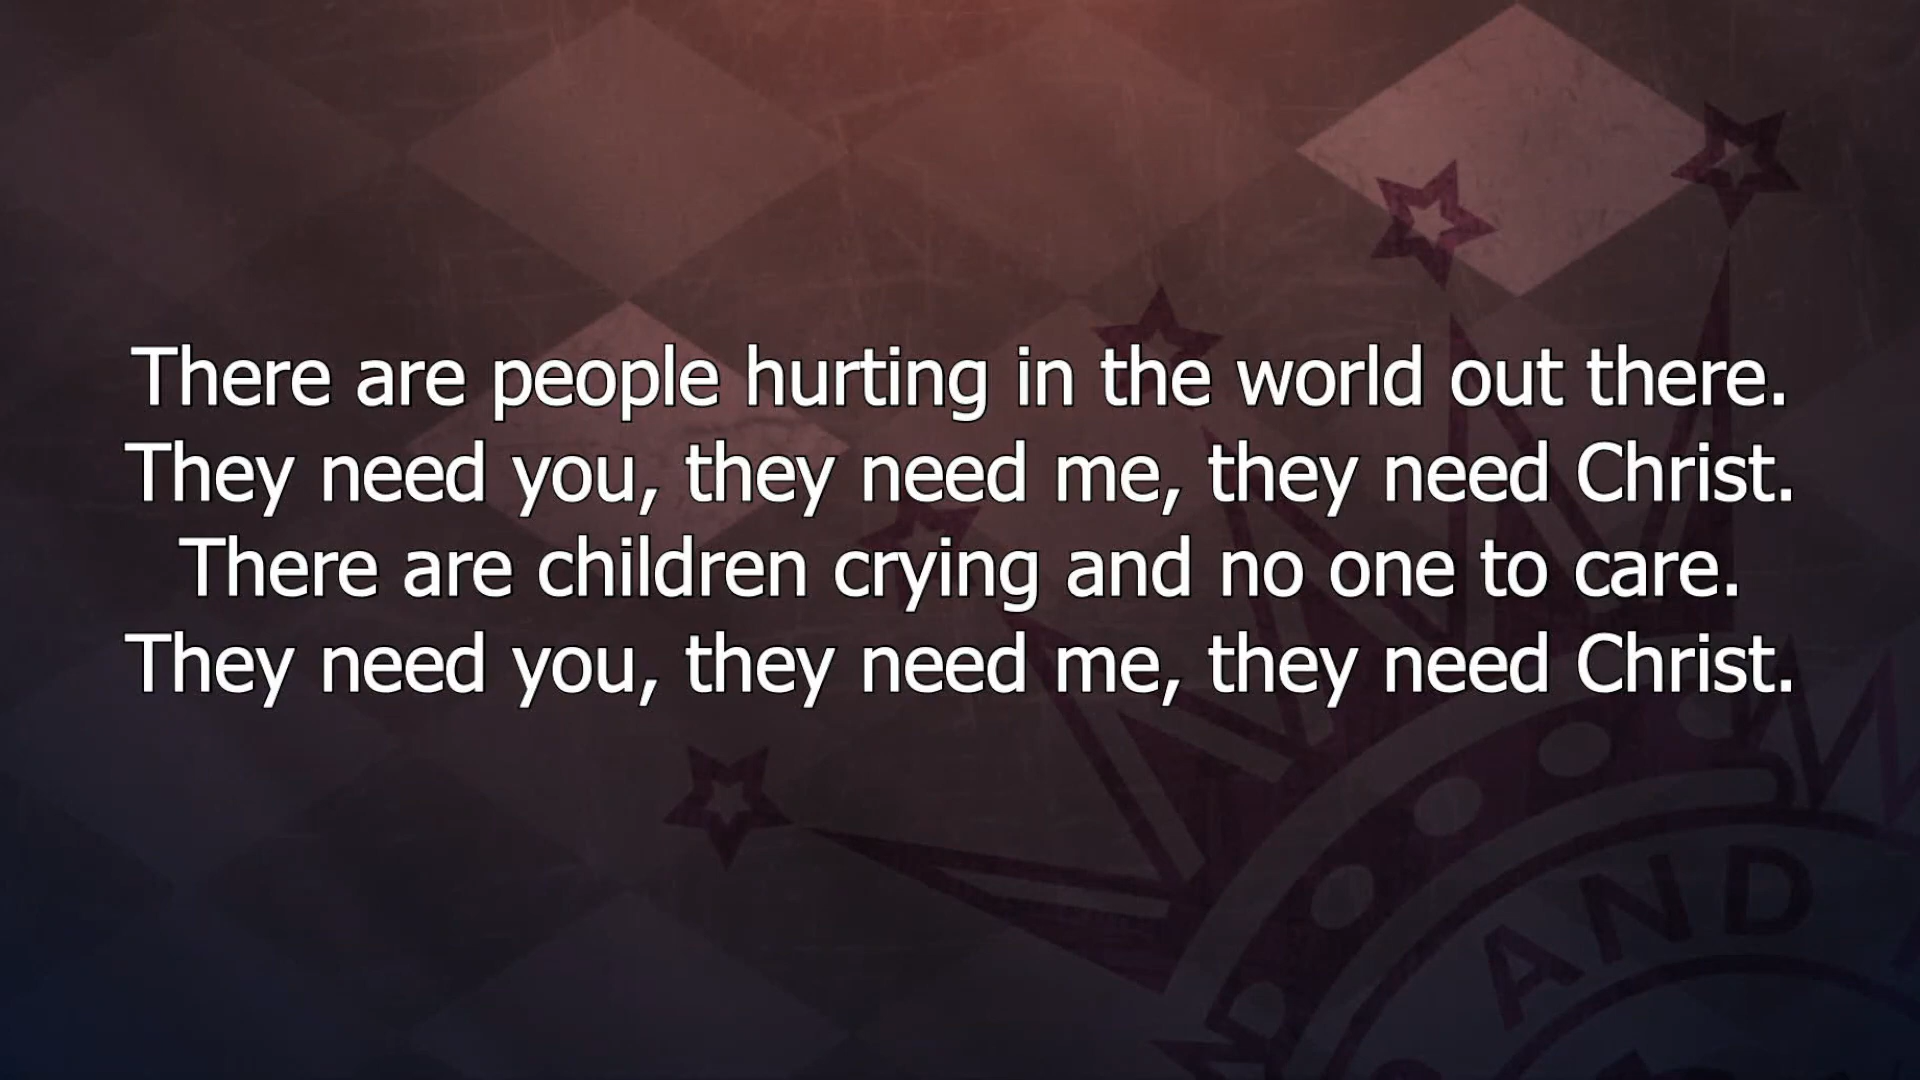 There are people hurting in the world out there.
They need you, they need me, they need Christ.
There are children crying and no one to care.
They need you, they need me, they need Christ.
AND